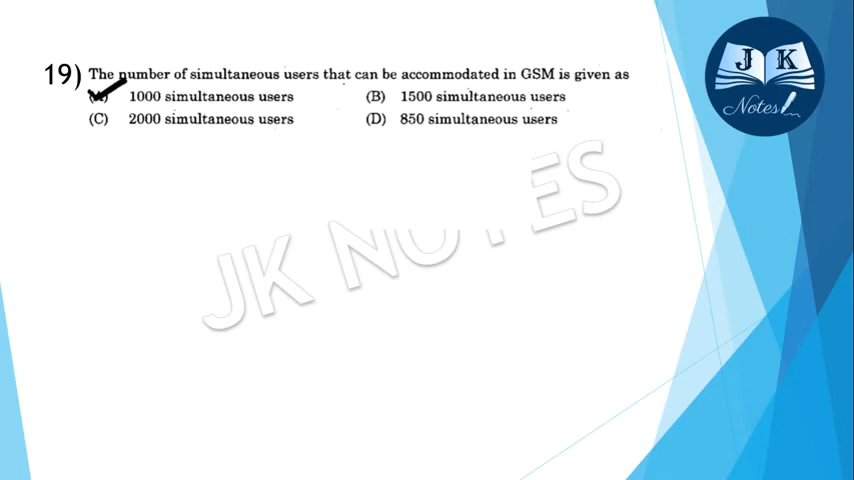 J K
Notes
19) The number of simultaneous users that can be accommodated in GSM is given as
1000 simultaneous users (B) 1500 simultaneous users
(C) 2000 simultaneous users (D) 850 simultaneous users
JK NOTES